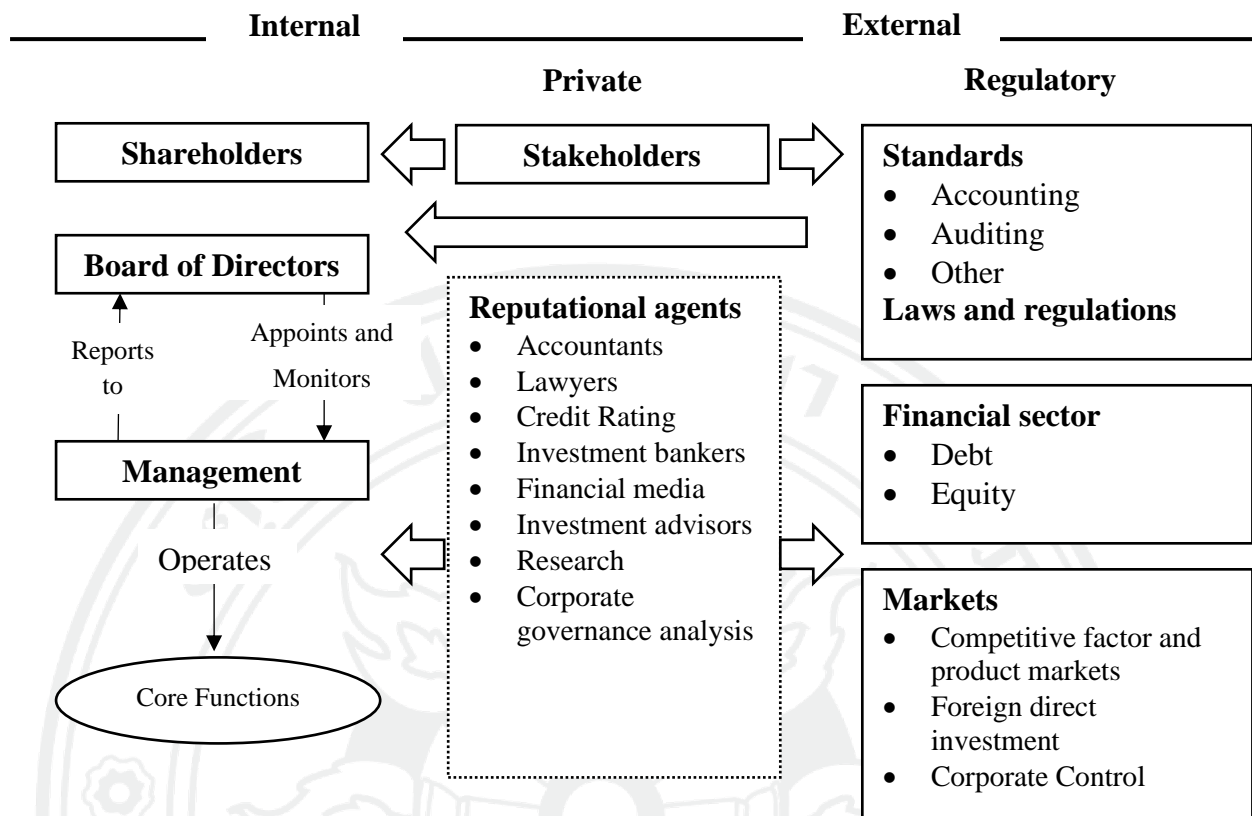 Internal
External
Private
Regulatory
Shareholders
Stakeholders
Standards
• Accounting
• Auditing
• Other
Laws and regulations
Board of Directors
Reports
to
Appoints and
Monitors
Management
Operates
Core Functions
Reputational agents
• Accountants
• Lawyers
• Credit Rating
• Investment bankers
• Financial media
• Investment advisors
• Research
• Corporate
governance analysis
Financial sector
• Debt
• Equity
Markets
• Competitive factor and
product markets
• Foreign direct
investment
• Corporate Control